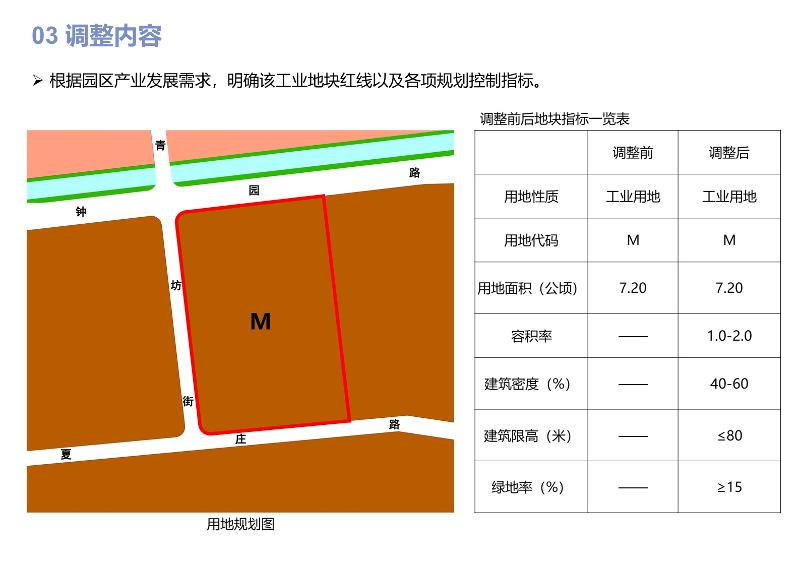 03 调整内容
➢ 根据园区产业发展需求，明确该工业地块红线以及各项规划控制指标。
调整前后地块指标一览表
调整前 调整后
用地性质 工业用地 工业用地
用地代码 M M
用地面积（公顷） 7.20 7.20
容积率 —— 1.0-2.0
建筑密度（%） —— 40-60
建筑限高（米） —— ≤80
绿地率（%） —— ≥15
青
坊
街
钟 园 路
M
夏 庄 路
用地规划图